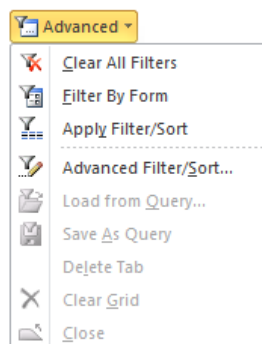 Advanced
Clear All Filters
Filter By Form
Apply Filter/Sort
Advanced Filter/Sort...
Load from Query...
Save As Query
Delete Tab
Clear Grid
Close